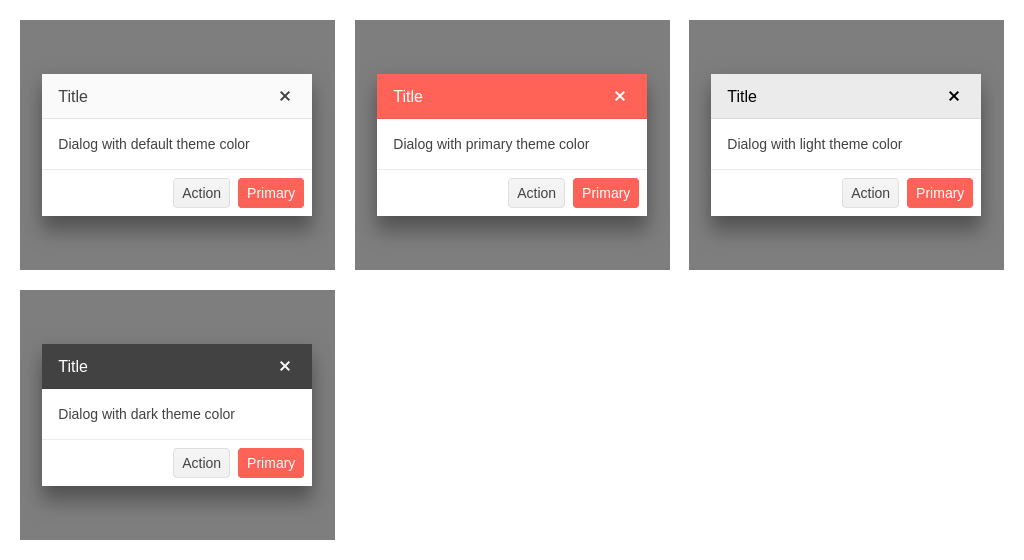 Title ✕
Dialog with default theme color
Action Primary
Title ✕
Dialog with primary theme color
Action Primary
Title ✕
Dialog with light theme color
Action Primary
Title ✕
Dialog with dark theme color
Action Primary